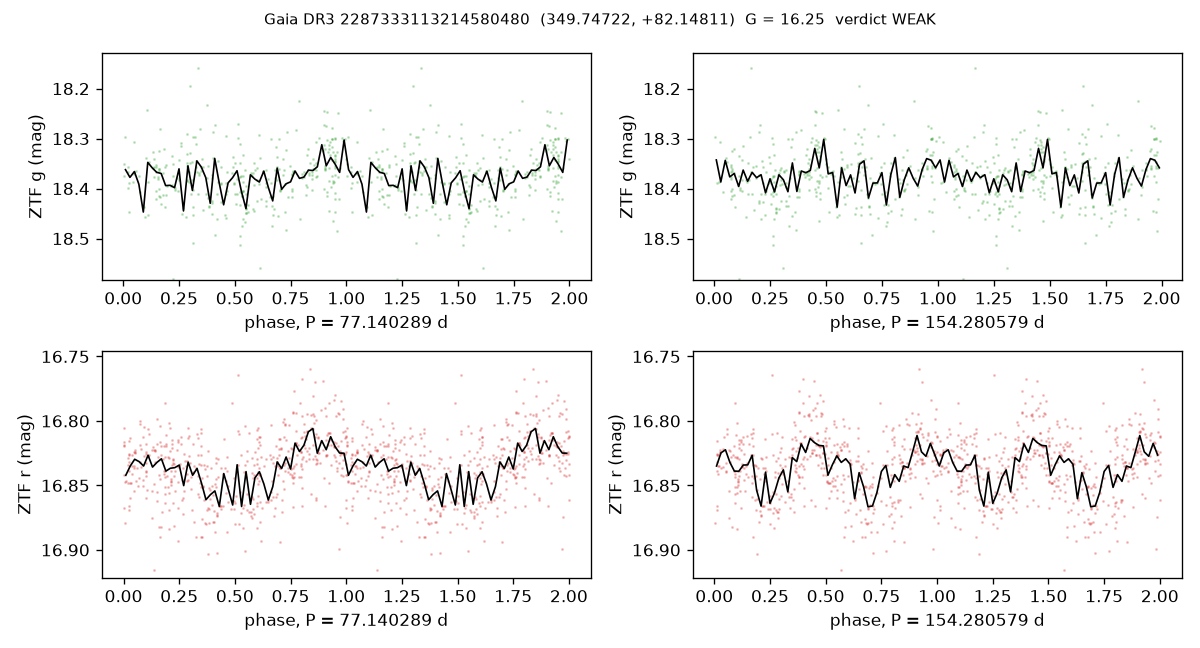 Gaia DR3 2287333113214580480 (349.74722, +82.14811) G = 16.25 verdict WEAK
ZTF g (mag)
18.2
18.3
18.4
18.5
0.00 0.25 0.50 0.75 1.00 1.25 1.50 1.75 2.00
phase, P = 77.140289 d
ZTF g (mag)
18.2
18.3
18.4
18.5
0.00 0.25 0.50 0.75 1.00 1.25 1.50 1.75 2.00
phase, P = 154.280579 d
ZTF r (mag)
16.75
16.80
16.85
16.90
0.00 0.25 0.50 0.75 1.00 1.25 1.50 1.75 2.00
phase, P = 77.140289 d
ZTF r (mag)
16.75
16.80
16.85
16.90
0.00 0.25 0.50 0.75 1.00 1.25 1.50 1.75 2.00
phase, P = 154.280579 d